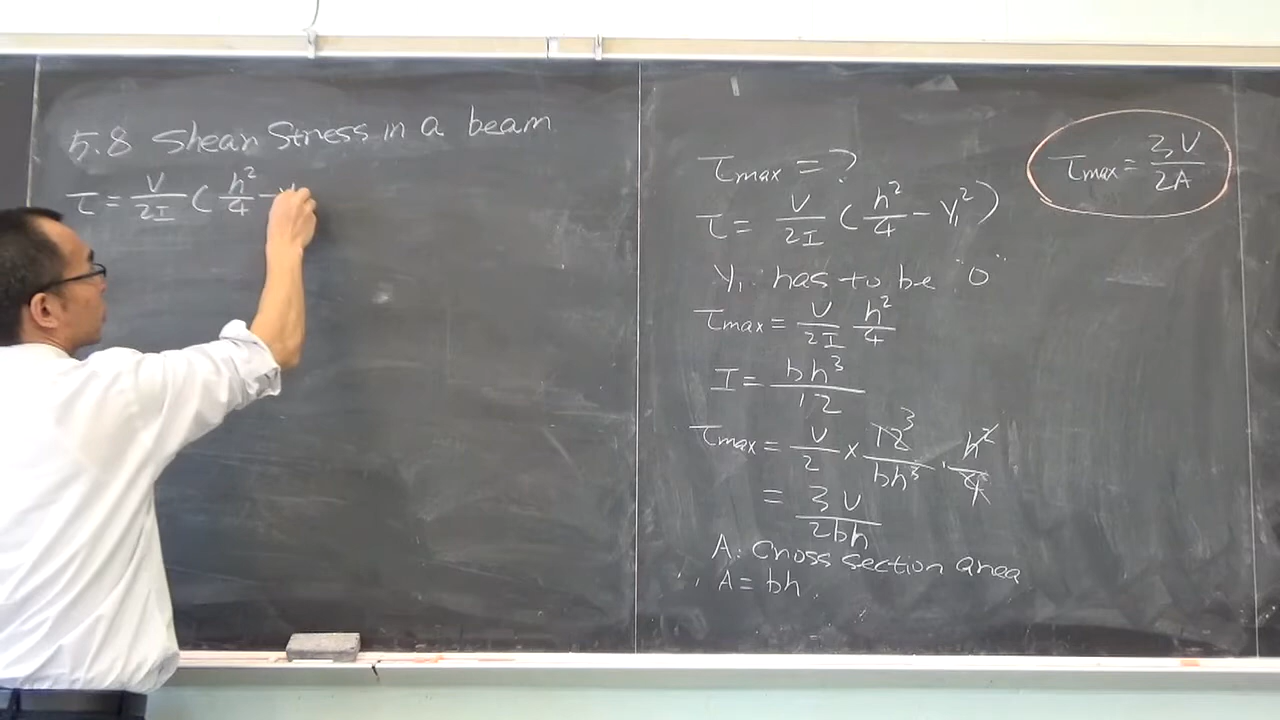 5.8 Shear Stress in a beam
τ = V/2I ( h²/4 -
τmax = ?
τ = V/2I ( h²/4 - y₁² )
y₁ has to be "0"
τmax = V/2I h²/4
I = bh³/12
τmax = V/2 × 12³/bh³ · h²/4
= 3V/2bh
A: Cross section area
∴ A = bh
τmax = 3V/2A